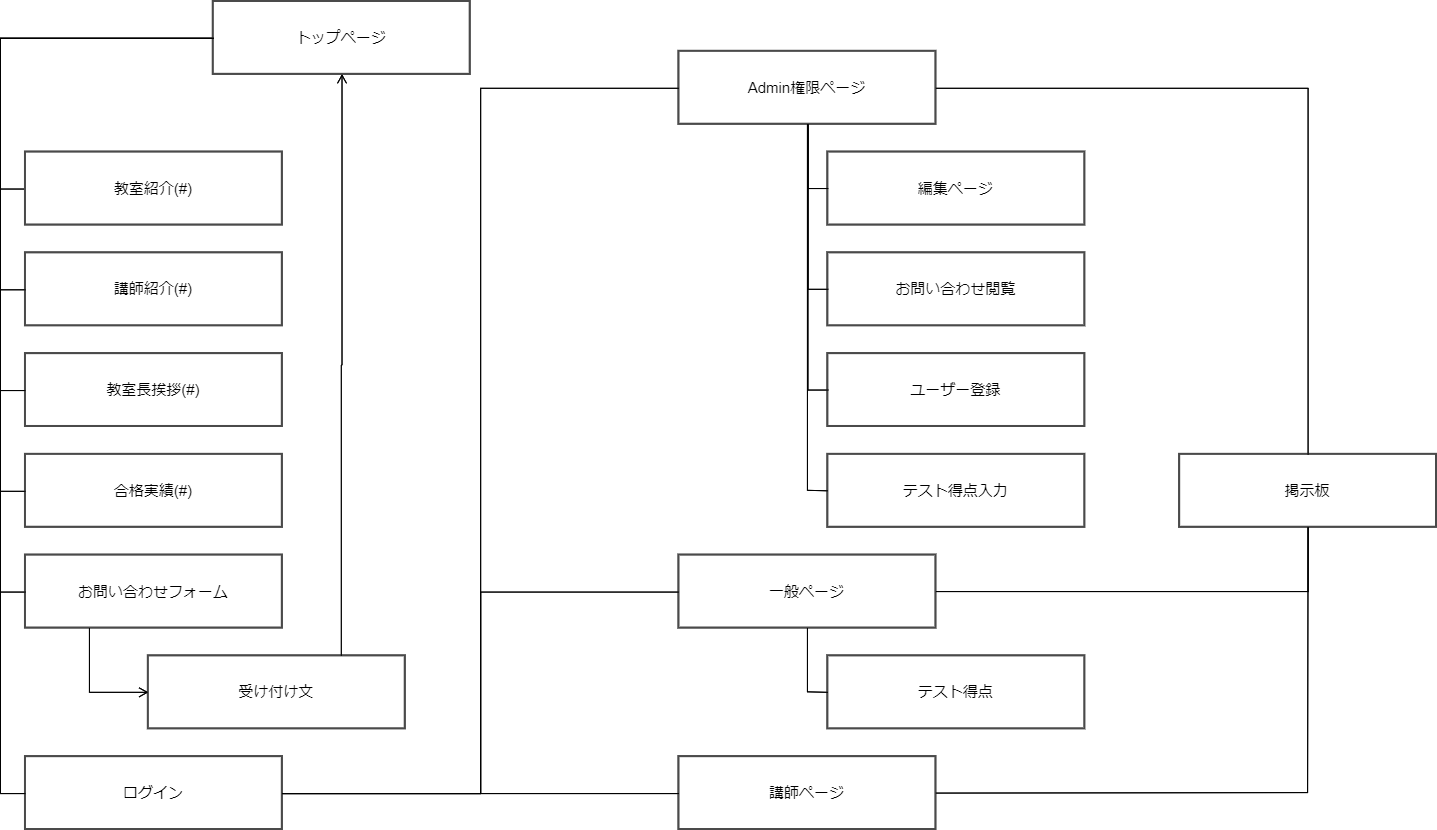 トップページ
教室紹介(#)
講師紹介(#)
教室長挨拶(#)
合格実績(#)
お問い合わせフォーム
受け付け文
ログイン
Admin権限ページ
編集ページ
お問い合わせ閲覧
ユーザー登録
テスト得点入力
一般ページ
テスト得点
講師ページ
掲示板